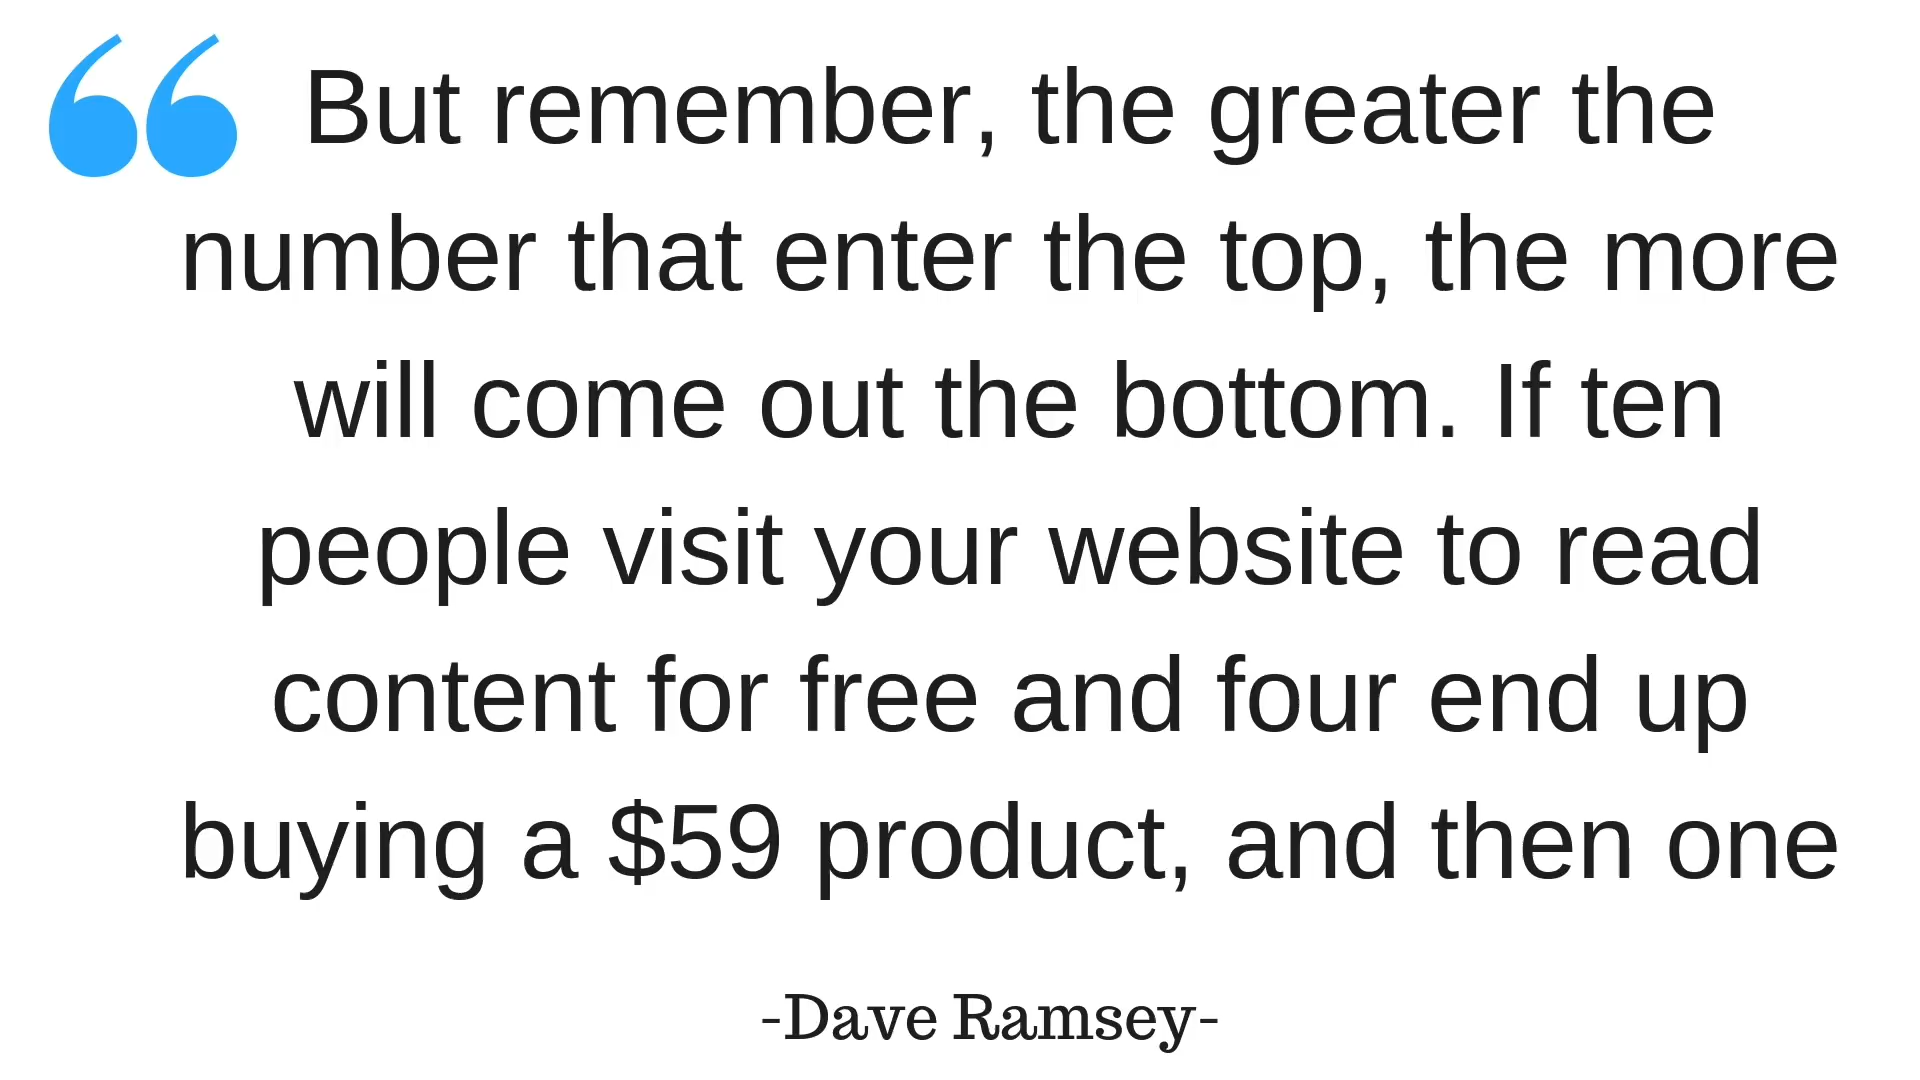 “
But remember, the greater the
number that enter the top, the more
will come out the bottom. If ten
people visit your website to read
content for free and four end up
buying a $59 product, and then one
-Dave Ramsey-